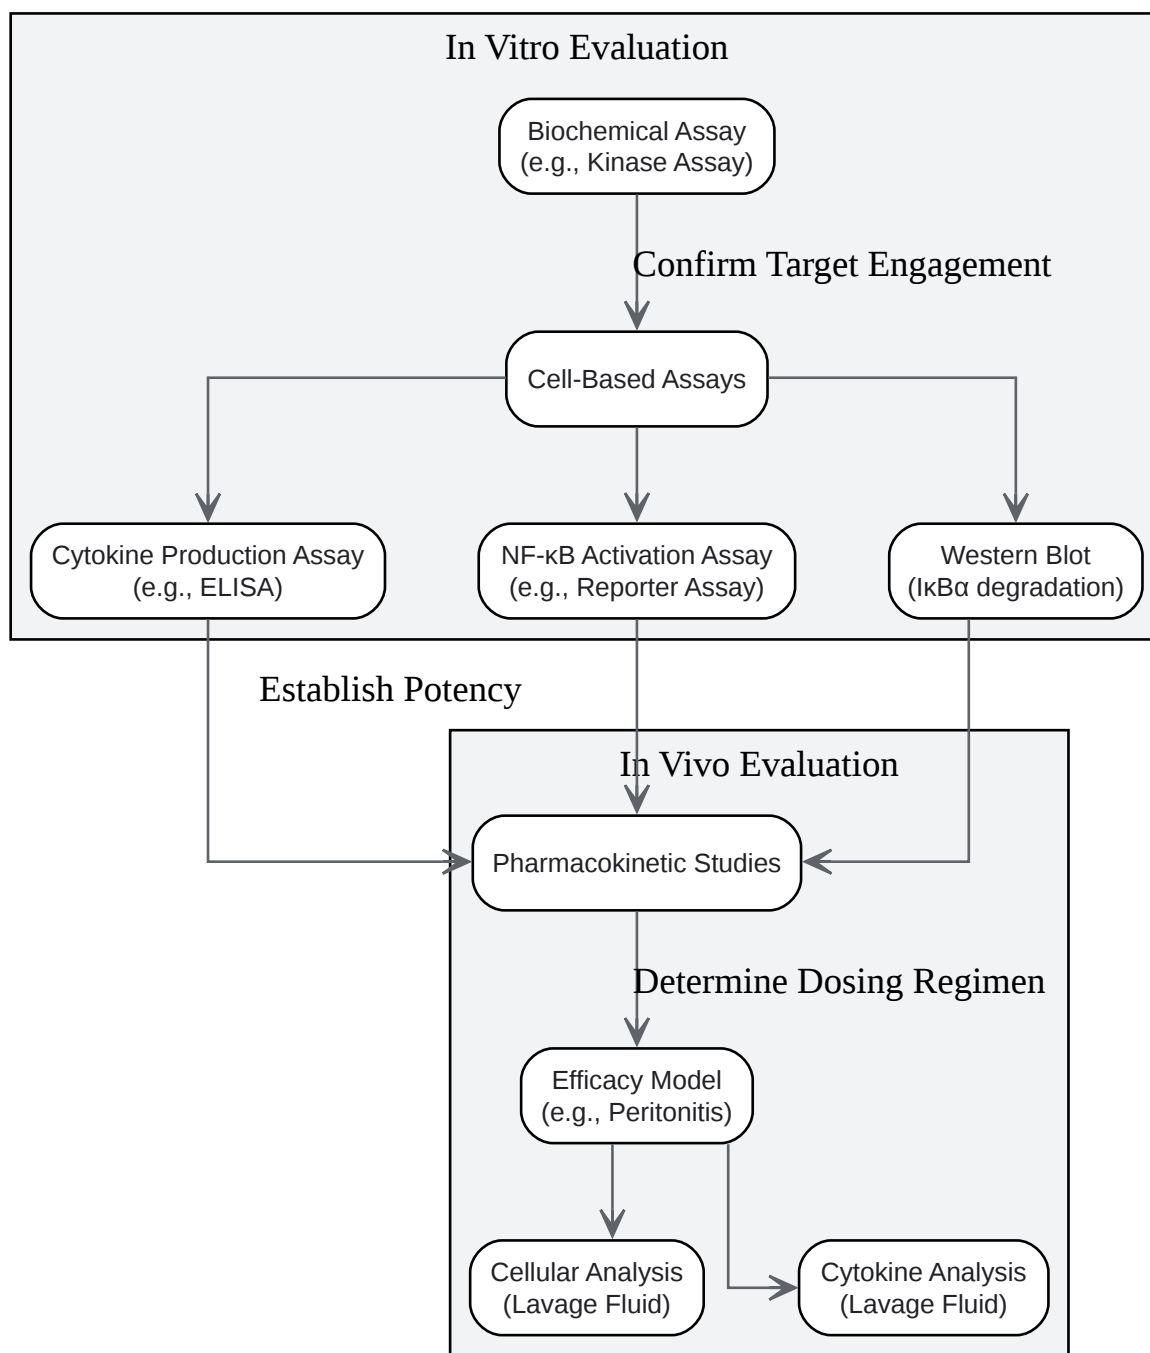 In Vitro Evaluation
Biochemical Assay
(e.g., Kinase Assay)
Confirm Target Engagement
Cell-Based Assays
Cytokine Production Assay
(e.g., ELISA)
NF-κB Activation Assay
(e.g., Reporter Assay)
Western Blot
(IκBα degradation)
Establish Potency
In Vivo Evaluation
Pharmacokinetic Studies
Determine Dosing Regimen
Efficacy Model
(e.g., Peritonitis)
Cellular Analysis
(Lavage Fluid)
Cytokine Analysis
(Lavage Fluid)